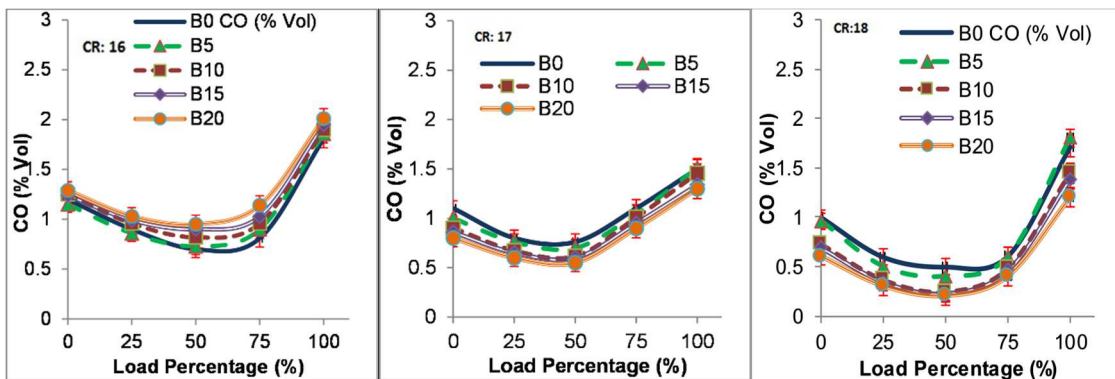 CR: 16
B0 CO (% Vol)
B5
B10
B15
B20
3
2.5
2
1.5
1
0.5
0
CO (% Vol)
0 25 50 75 100
Load Percentage (%)
CR: 17
B0 B5
B10 B15
B20
3
2.5
2
1.5
1
0.5
0
CO (% Vol)
0 25 50 75 100
Load Percentage (%)
CR:18
B0 CO (% Vol)
B5
B10
B15
B20
3
2.5
2
1.5
1
0.5
0
CO (% Vol)
0 25 50 75 100
Load Percentage (%)